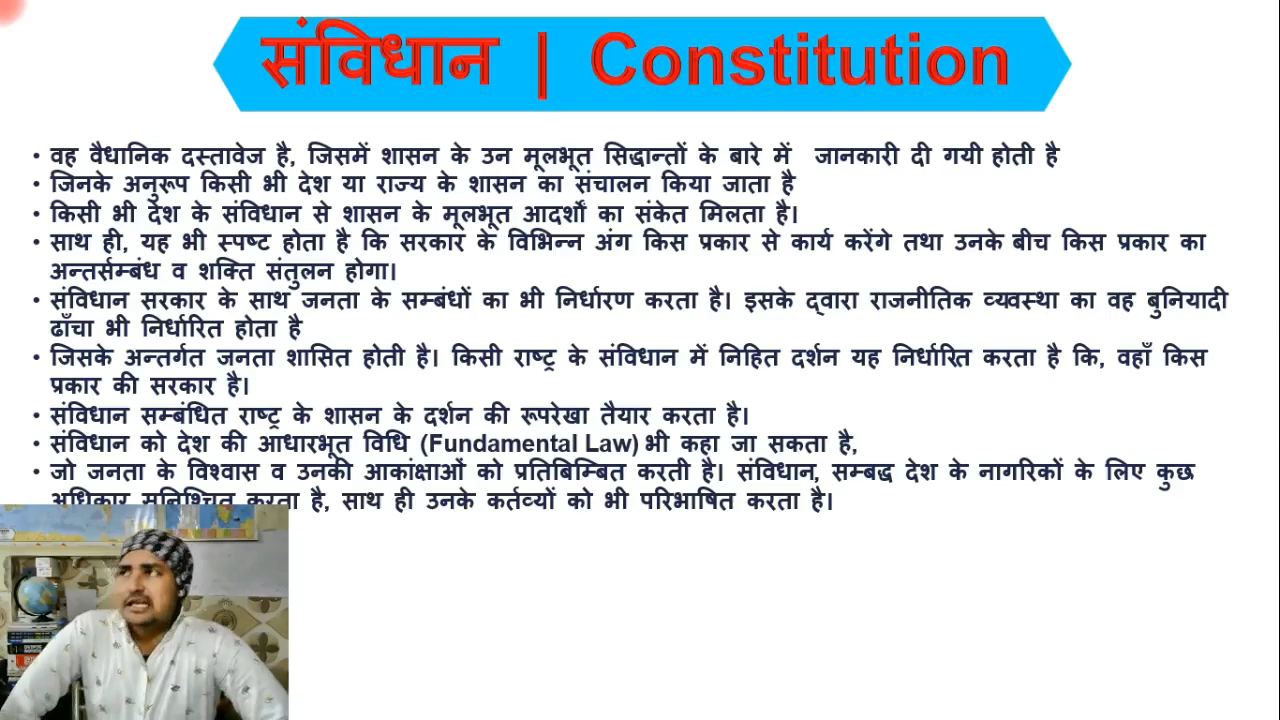 संविधान | Constitution
• वह वैधानिक दस्तावेज है, जिसमें शासन के उन मूलभूत सिद्धान्तों के बारे में जानकारी दी गयी होती है
• जिनके अनुरूप किसी भी देश या राज्य के शासन का संचालन किया जाता है
• किसी भी देश के संविधान से शासन के मूलभूत आदर्शों का संकेत मिलता है।
• साथ ही, यह भी स्पष्ट होता है कि सरकार के विभिन्न अंग किस प्रकार से कार्य करेंगे तथा उनके बीच किस प्रकार का
अन्तर्सम्बंध व शक्ति संतुलन होगा।
• संविधान सरकार के साथ जनता के सम्बंधों का भी निर्धारण करता है। इसके द्वारा राजनीतिक व्यवस्था का वह बुनियादी
ढाँचा भी निर्धारित होता है
• जिसके अन्तर्गत जनता शासित होती है। किसी राष्ट्र के संविधान में निहित दर्शन यह निर्धारित करता है कि, वहाँ किस
प्रकार की सरकार है।
• संविधान सम्बंधित राष्ट्र के शासन के दर्शन की रूपरेखा तैयार करता है।
• संविधान को देश की आधारभूत विधि (Fundamental Law) भी कहा जा सकता है,
• जो जनता के विश्वास व उनकी आकांक्षाओं को प्रतिबिम्बित करती है। संविधान, सम्बद्ध देश के नागरिकों के लिए कुछ
अधिकार सुनिश्चित करता है, साथ ही उनके कर्तव्यों को भी परिभाषित करता है।